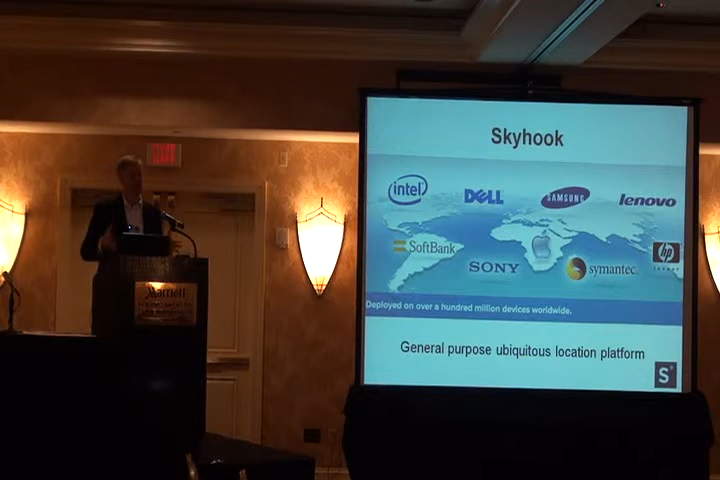 Skyhook
intel
DELL
SAMSUNG
lenovo
SoftBank
SONY
symantec.
hp
invent
Deployed on over a hundred million devices worldwide.
General purpose ubiquitous location platform
S
Marriott